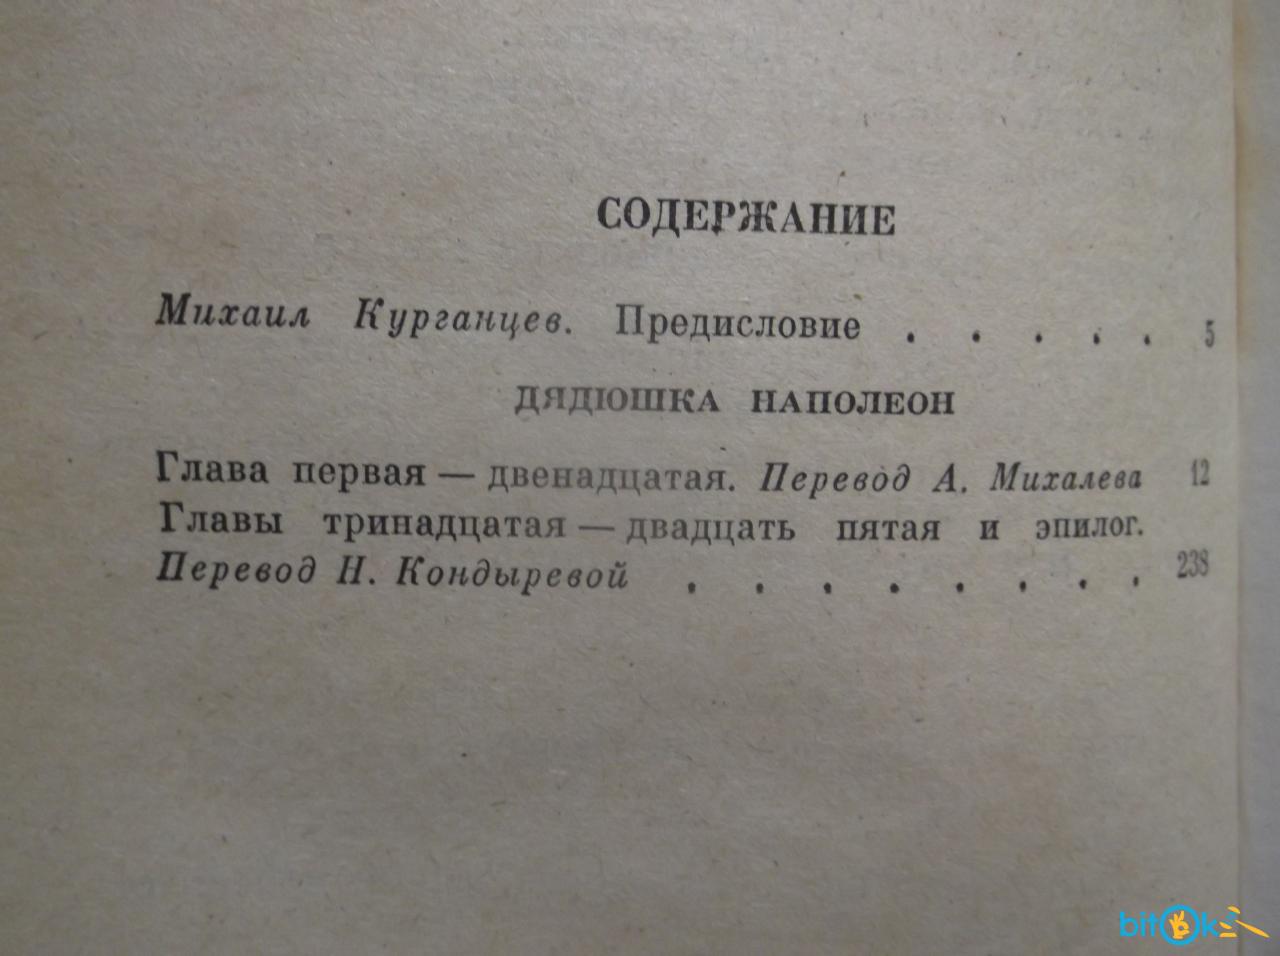 СОДЕРЖАНИЕ
Михаил Курганцев. Предисловие . . . . . 5
ДЯДЮШКА НАПОЛЕОН
Глава первая — двенадцатая. Перевод А. Михалева 12
Главы тринадцатая — двадцать пятая и эпилог.
Перевод Н. Кондыревой . . . . . . . . 238
bitOk